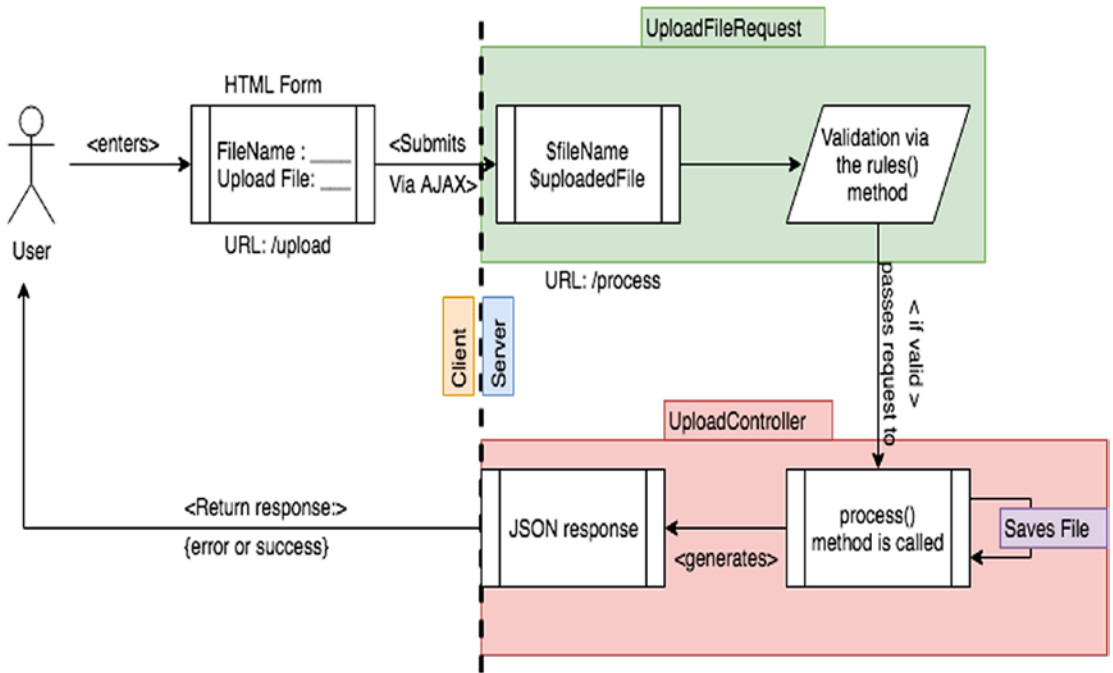 UploadFileRequest
HTML Form
<enters>
FileName : ____
Upload File: ___
<Submits
Via AJAX>
$fileName
$uploadedFile
Validation via
the rules()
method
User
URL: /upload
URL: /process
passes request to
< if valid >
Client
Server
UploadController
<Return response:>
{error or success}
JSON response
<generates>
process()
method is called
Saves File